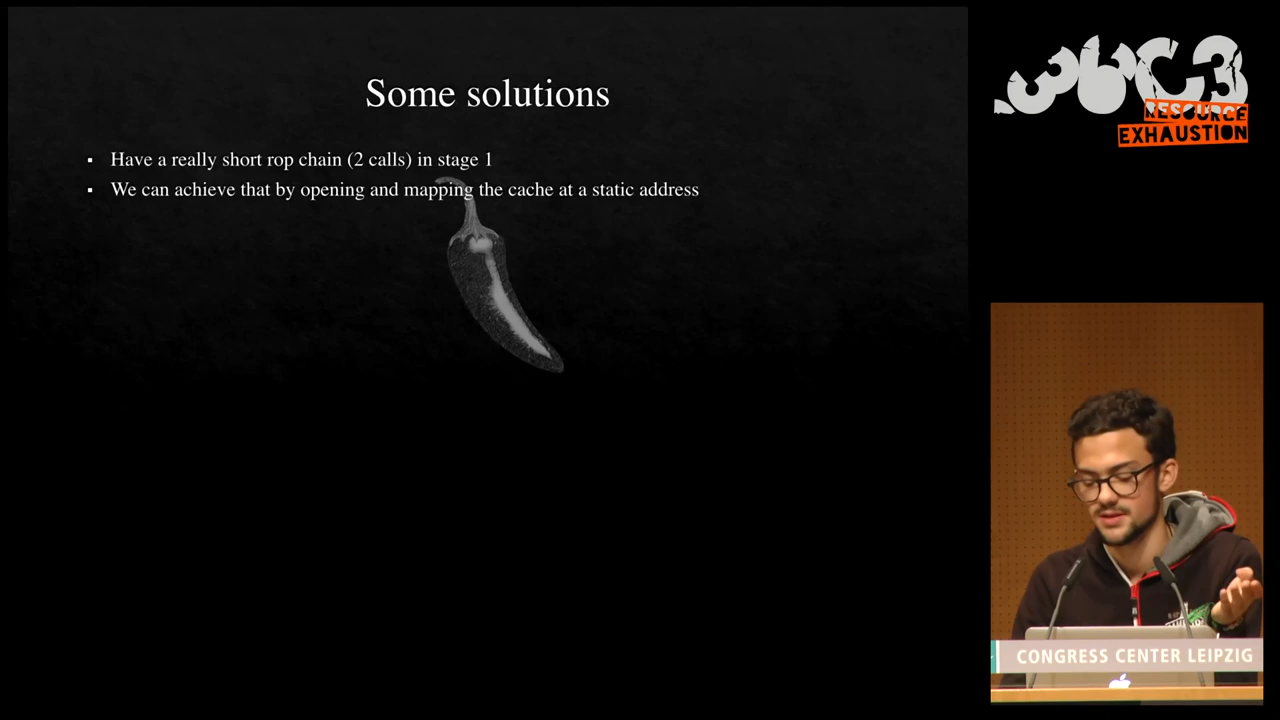 Some solutions
▪ Have a really short rop chain (2 calls) in stage 1
▪ We can achieve that by opening and mapping the cache at a static address
36C3
RESOURCE
EXHAUSTION
CONGRESS CENTER LEIPZIG